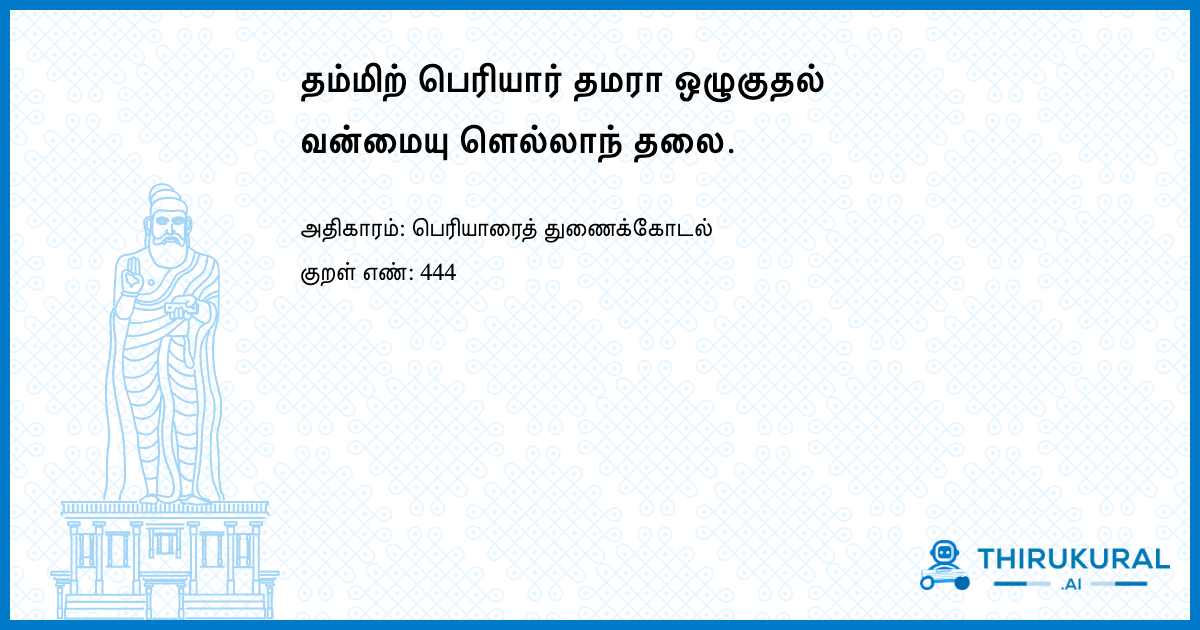 தம்மிற் பெரியார் தமரா ஒழுகுதல்
வன்மையு ளெல்லாந் தலை.
அதிகாரம்: பெரியாரைத் துணைக்கோடல்
குறள் எண்: 444
THIRUKURAL
.AI